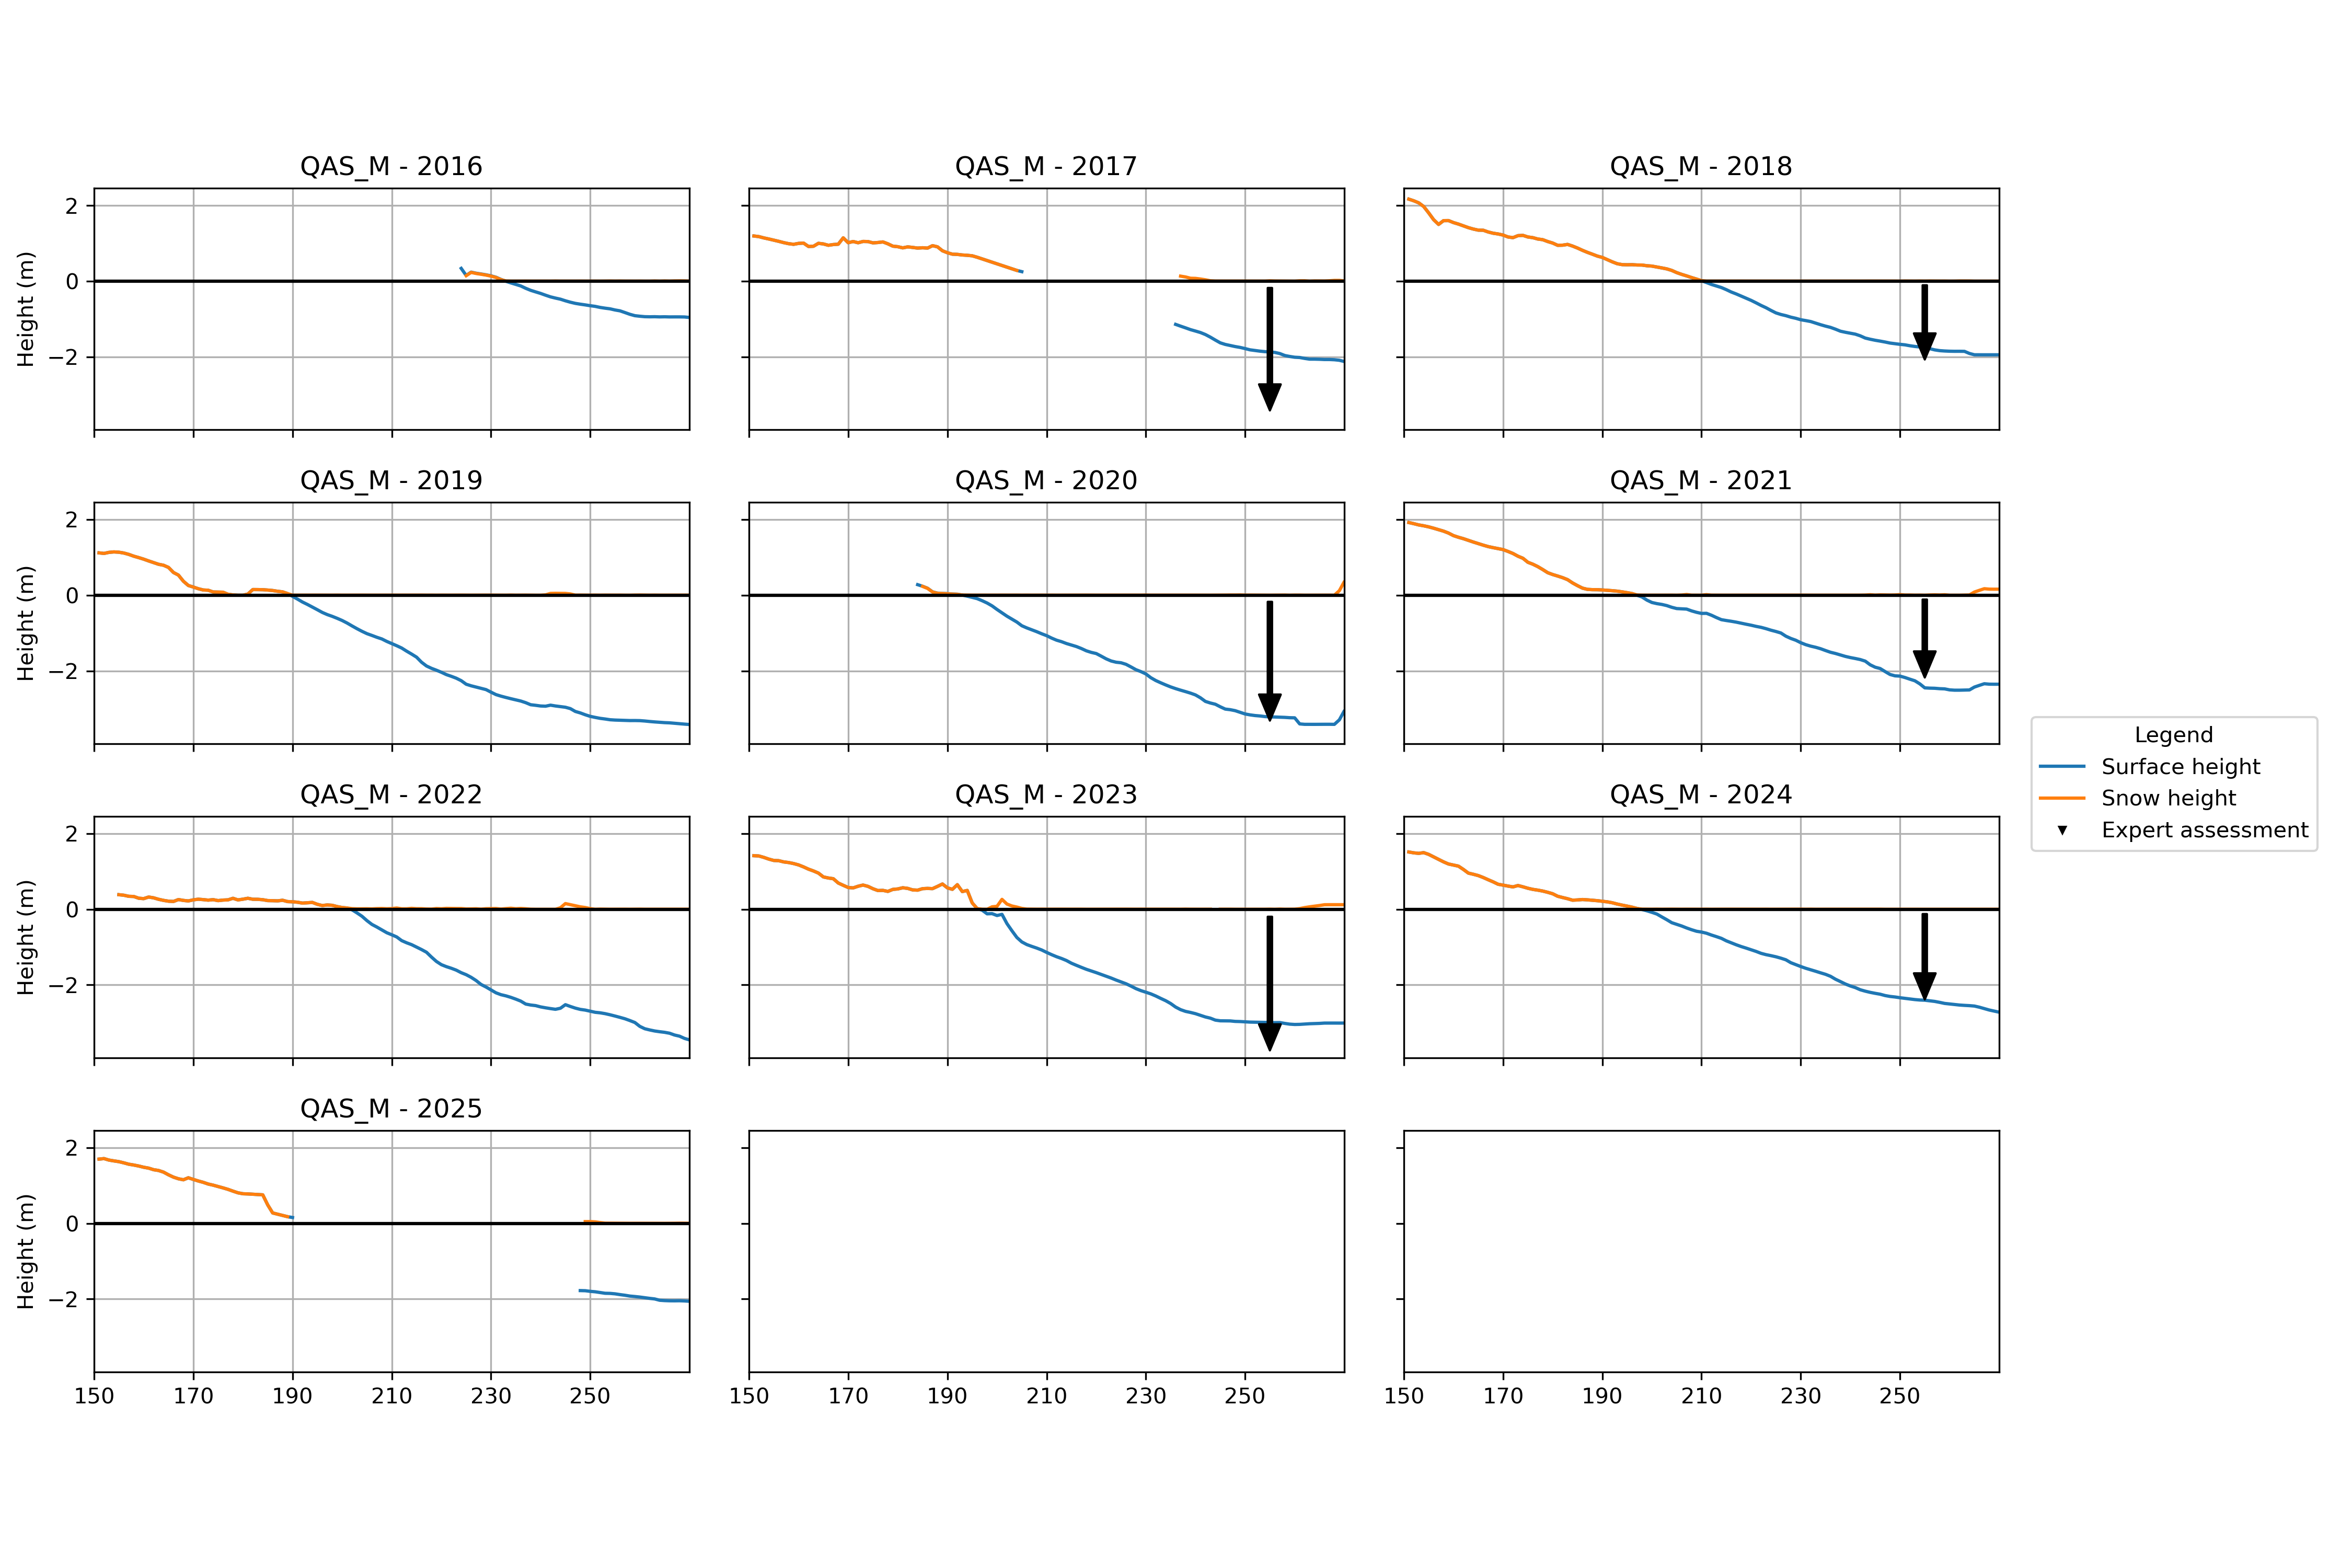 QAS_M - 2016
QAS_M - 2017
QAS_M - 2018
Height (m)
2
0
−2
QAS_M - 2019
QAS_M - 2020
QAS_M - 2021
Height (m)
2
0
−2
Legend
Surface height
Snow height
Expert assessment
QAS_M - 2022
QAS_M - 2023
QAS_M - 2024
Height (m)
2
0
−2
QAS_M - 2025
Height (m)
2
0
−2
150 170 190 210 230 250
150 170 190 210 230 250
150 170 190 210 230 250